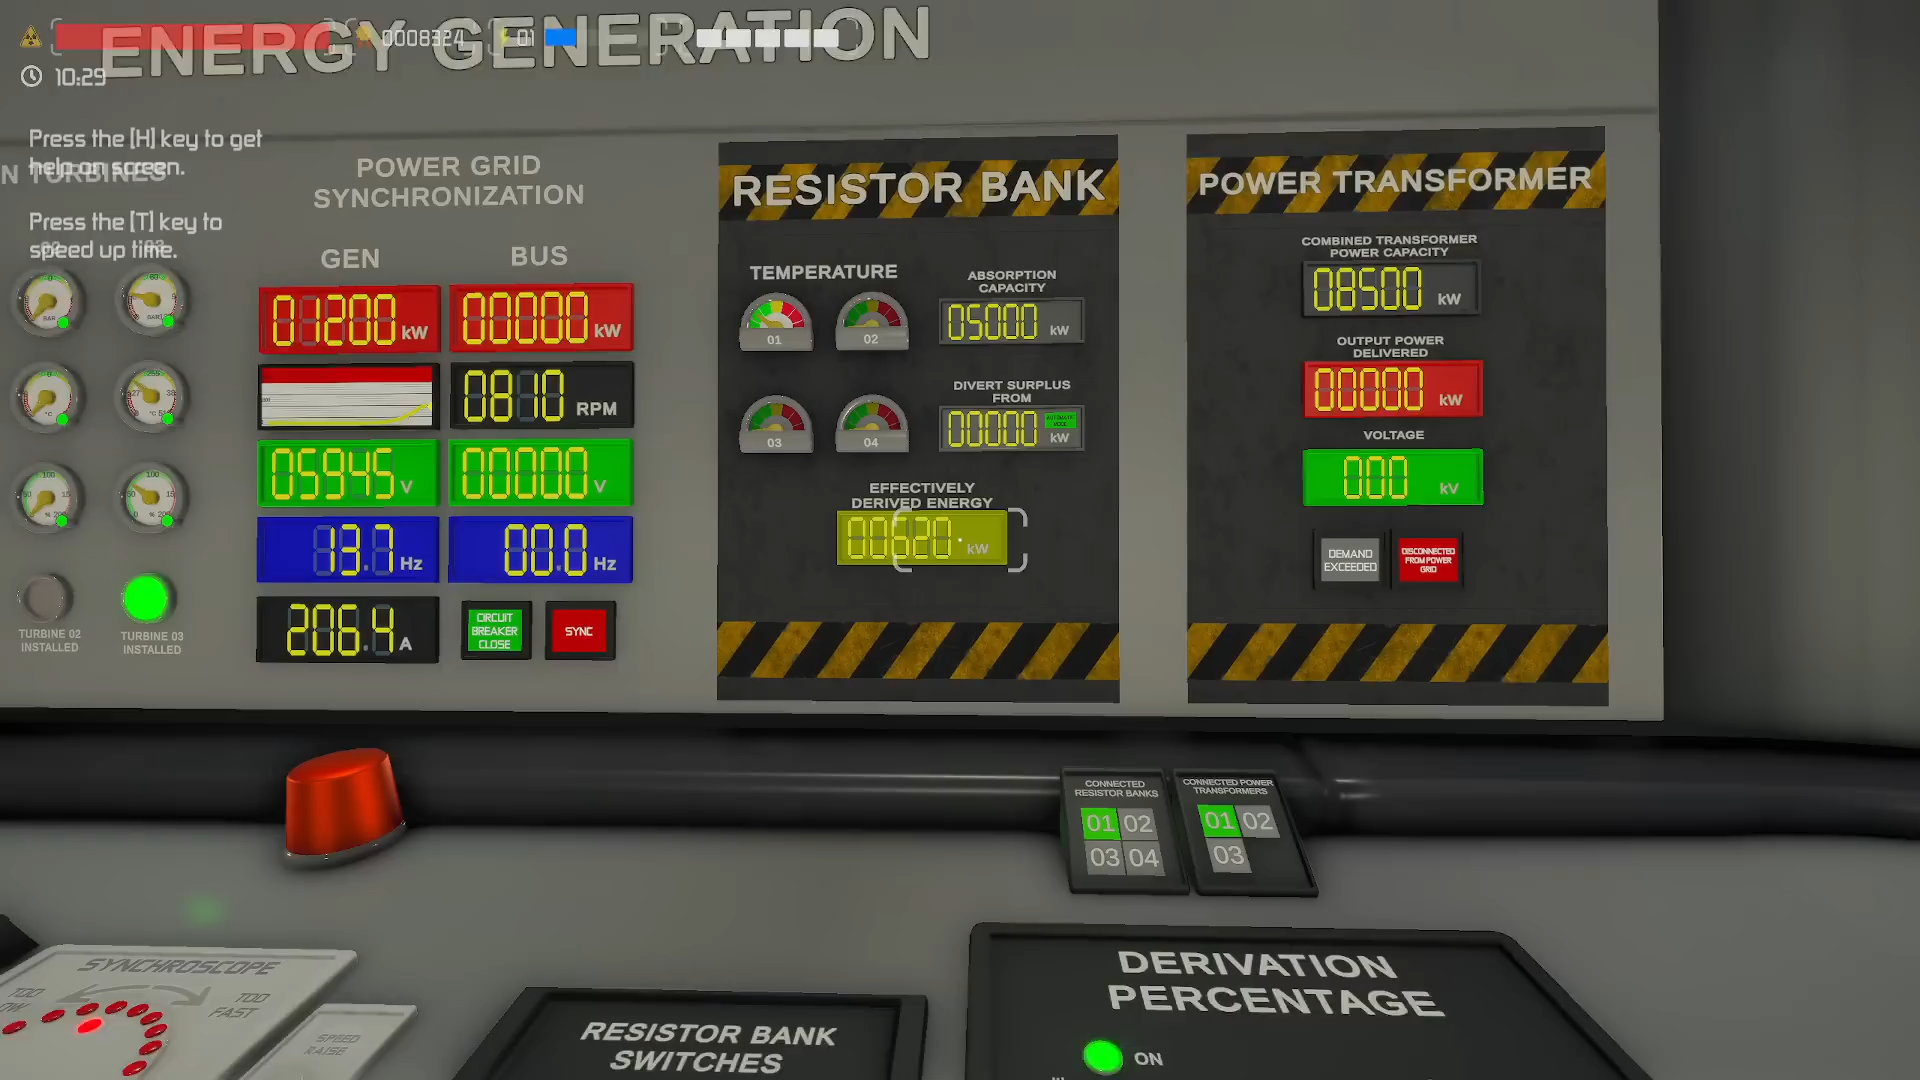 ENERGY GENERATION
0008324
01
10:29
Press the [H] key to get
help on screen.
Press the [T] key to
speed up time.
N TURBINES
POWER GRID
SYNCHRONIZATION
GEN
BUS
01200 kW
00000 kW
0810 RPM
05945 V
00000 V
13.7 Hz
00.0 Hz
206.4 A
CIRCUIT
BREAKER
CLOSE
SYNC
TURBINE 02
INSTALLED
TURBINE 03
INSTALLED
RESISTOR BANK
TEMPERATURE
01
02
03
04
ABSORPTION
CAPACITY
05000 kW
DIVERT SURPLUS
FROM
00000 kW
AUTOMATIC
MODE
EFFECTIVELY
DERIVED ENERGY
00620 kW
POWER TRANSFORMER
COMBINED TRANSFORMER
POWER CAPACITY
08500 kW
OUTPUT POWER
DELIVERED
00000 kW
VOLTAGE
000 kV
DEMAND
EXCEEDED
DISCONNECTED
FROM POWER
GRID
CONNECTED
RESISTOR BANKS
01 02
03 04
CONNECTED POWER
TRANSFORMERS
01 02
03
SYNCHROSCOPE
TOO
TOO
FAST
SPEED
RAISE
RESISTOR BANK
SWITCHES
DERIVATION
PERCENTAGE
ON